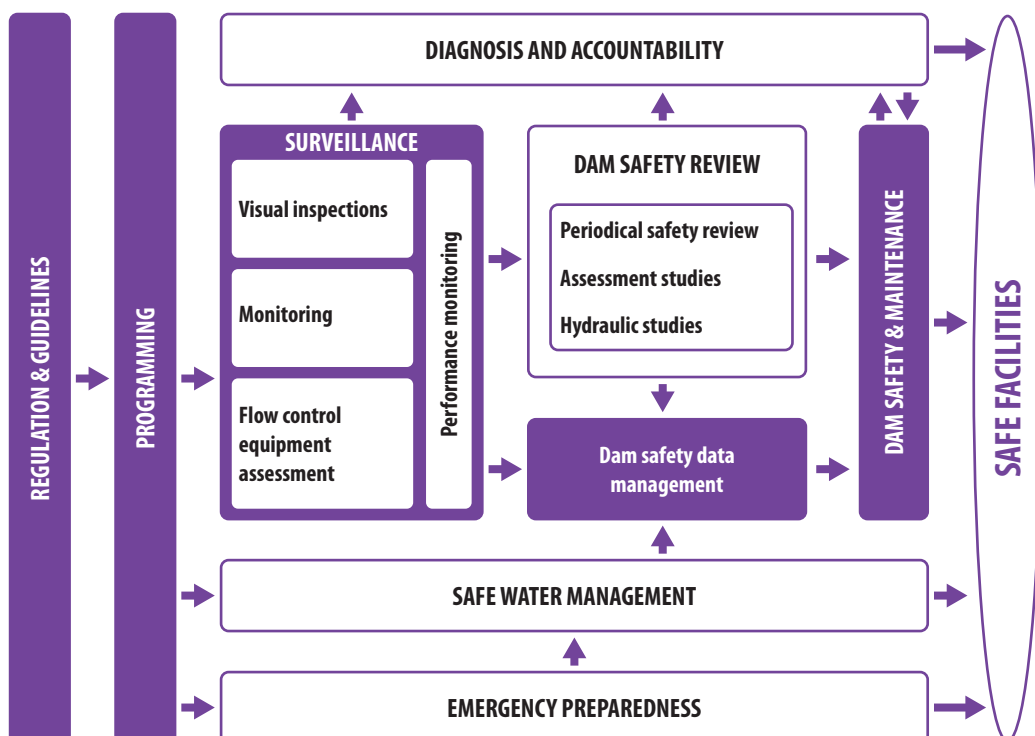 REGULATION & GUIDELINES
PROGRAMMING
DIAGNOSIS AND ACCOUNTABILITY
SURVEILLANCE
Visual inspections
Monitoring
Flow control
equipment
assessment
Performance monitoring
DAM SAFETY REVIEW
Periodical safety review
Assessment studies
Hydraulic studies
Dam safety data
management
DAM SAFETY & MAINTENANCE
SAFE WATER MANAGEMENT
EMERGENCY PREPAREDNESS
SAFE FACILITIES